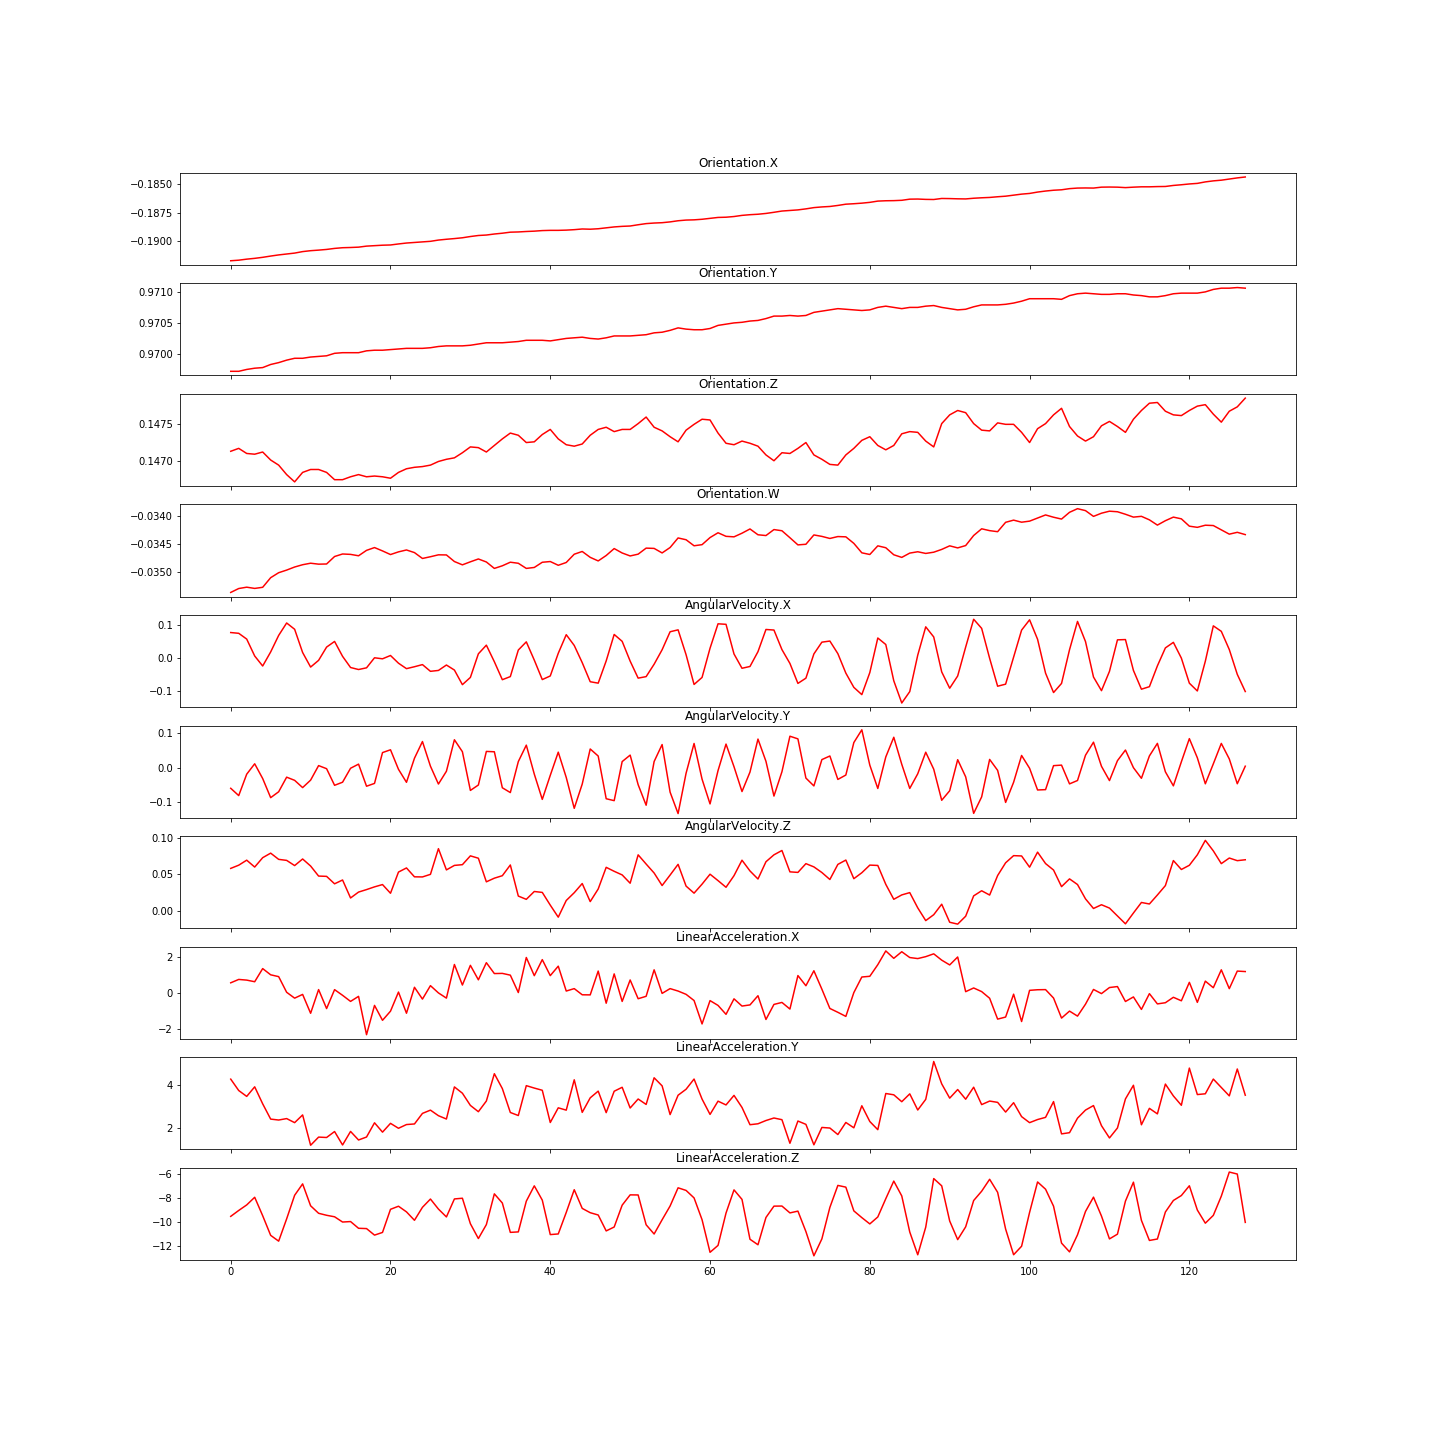 Orientation.X
−0.1850
−0.1875
−0.1900
Orientation.Y
0.9710
0.9705
0.9700
Orientation.Z
0.1475
0.1470
Orientation.W
−0.0340
−0.0345
−0.0350
AngularVelocity.X
0.1
0.0
−0.1
AngularVelocity.Y
0.1
0.0
−0.1
AngularVelocity.Z
0.10
0.05
0.00
LinearAcceleration.X
2
0
−2
LinearAcceleration.Y
4
2
LinearAcceleration.Z
−6
−8
−10
−12
0 20 40 60 80 100 120